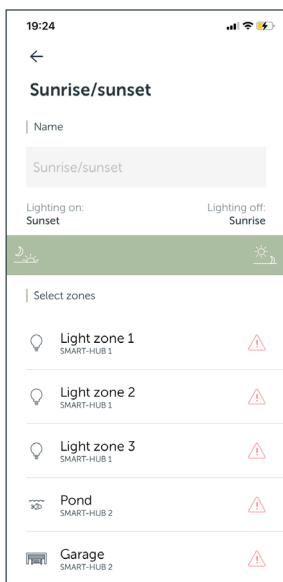 19:24
Sunrise/sunset
Name
Sunrise/sunset
Lighting on:
Sunset
Lighting off:
Sunrise
Select zones
Light zone 1
SMART-HUB 1
Light zone 2
SMART-HUB 1
Light zone 3
SMART-HUB 1
Pond
SMART-HUB 2
Garage
SMART-HUB 2